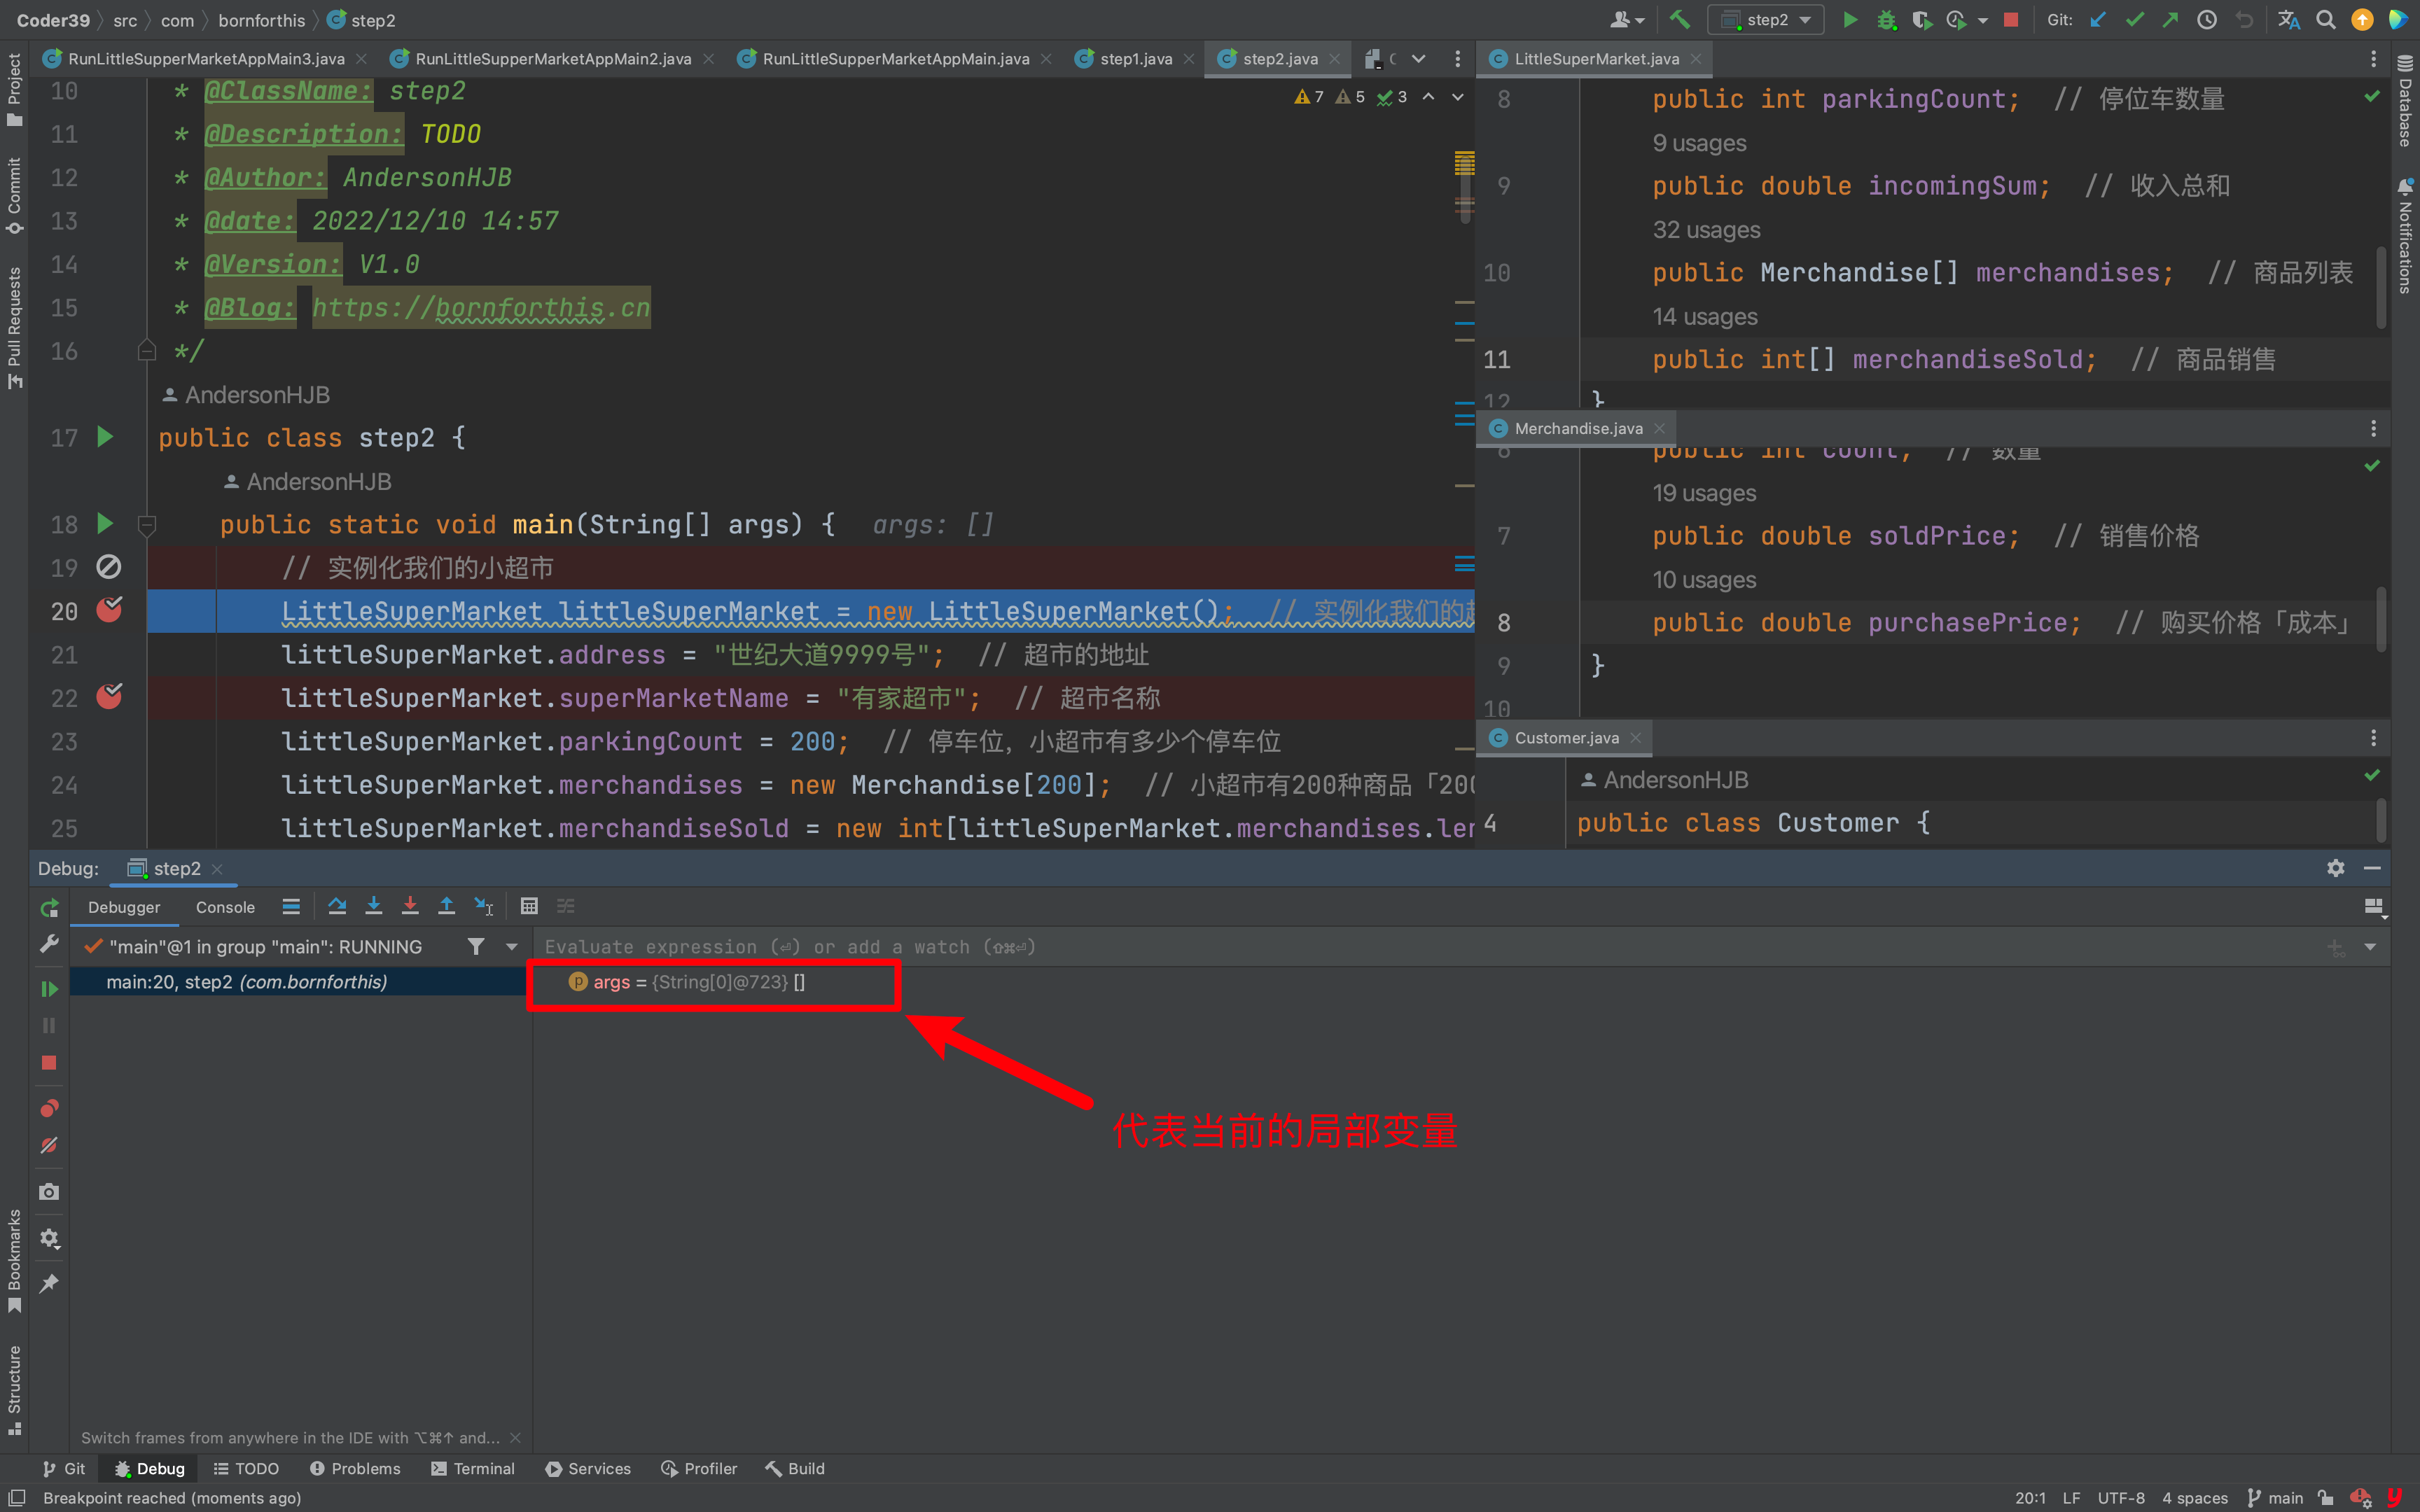 Coder39 〉 src 〉 com 〉 bornforthis 〉 step2
step2
Git:
RunLittleSupperMarketAppMain3.java
RunLittleSupperMarketAppMain2.java
RunLittleSupperMarketAppMain.java
step1.java
step2.java
LittleSuperMarket.java
Project
Commit
Pull Requests
Bookmarks
Structure
Database
Notifications
7 5 3
10 * @ClassName: step2
11 * @Description: TODO
12 * @Author: AndersonHJB
13 * @date: 2022/12/10 14:57
14 * @Version: V1.0
15 * @Blog: https://bornforthis.cn
16 */
AndersonHJB
17 public class step2 {
AndersonHJB
18 public static void main(String[] args) { args: []
19 // 实例化我们的小超市
20 LittleSuperMarket littleSuperMarket = new LittleSuperMarket(); // 实例化我们的
21 littleSuperMarket.address = "世纪大道9999号"; // 超市的地址
22 littleSuperMarket.superMarketName = "有家超市"; // 超市名称
23 littleSuperMarket.parkingCount = 200; // 停车位，小超市有多少个停车位
24 littleSuperMarket.merchandises = new Merchandise[200]; // 小超市有200种商品「200
25 littleSuperMarket.merchandiseSold = new int[littleSuperMarket.merchandises.len
8 public int parkingCount; // 停位车数量
9 usages
9 public double incomingSum; // 收入总和
32 usages
10 public Merchandise[] merchandises; // 商品列表
14 usages
11 public int[] merchandiseSold; // 商品销售
12 }
Merchandise.java
6 public int count; // 数量
19 usages
7 public double soldPrice; // 销售价格
10 usages
8 public double purchasePrice; // 购买价格「成本」
9 }
10
Customer.java
AndersonHJB
4 public class Customer {
Debug: step2
Debugger Console
"main"@1 in group "main": RUNNING
Evaluate expression (⏎) or add a watch (⇧⌘⏎)
main:20, step2 (com.bornforthis)
args = {String[0]@723} []
代表当前的局部变量
Switch frames from anywhere in the IDE with ⌥⌘↑ and...
Git Debug TODO Problems Terminal Services Profiler Build
Breakpoint reached (moments ago)
20:1 LF UTF-8 4 spaces main